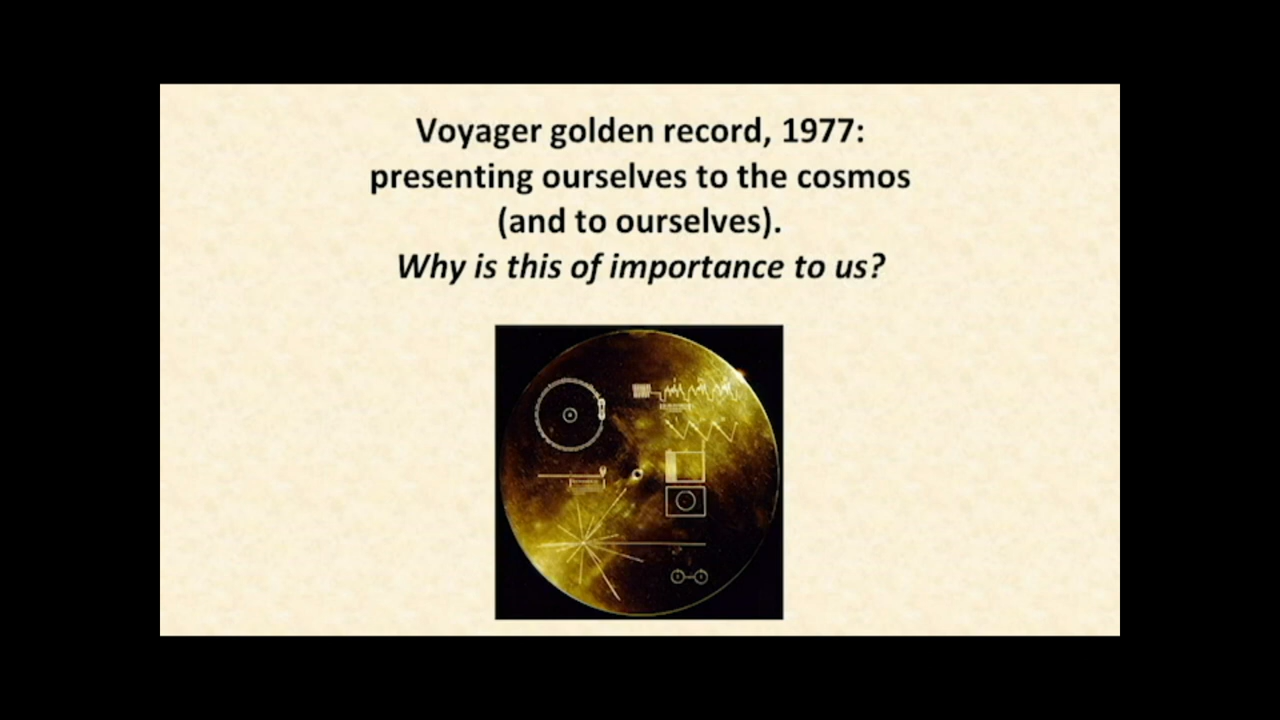 Voyager golden record, 1977:
presenting ourselves to the cosmos
(and to ourselves).
Why is this of importance to us?